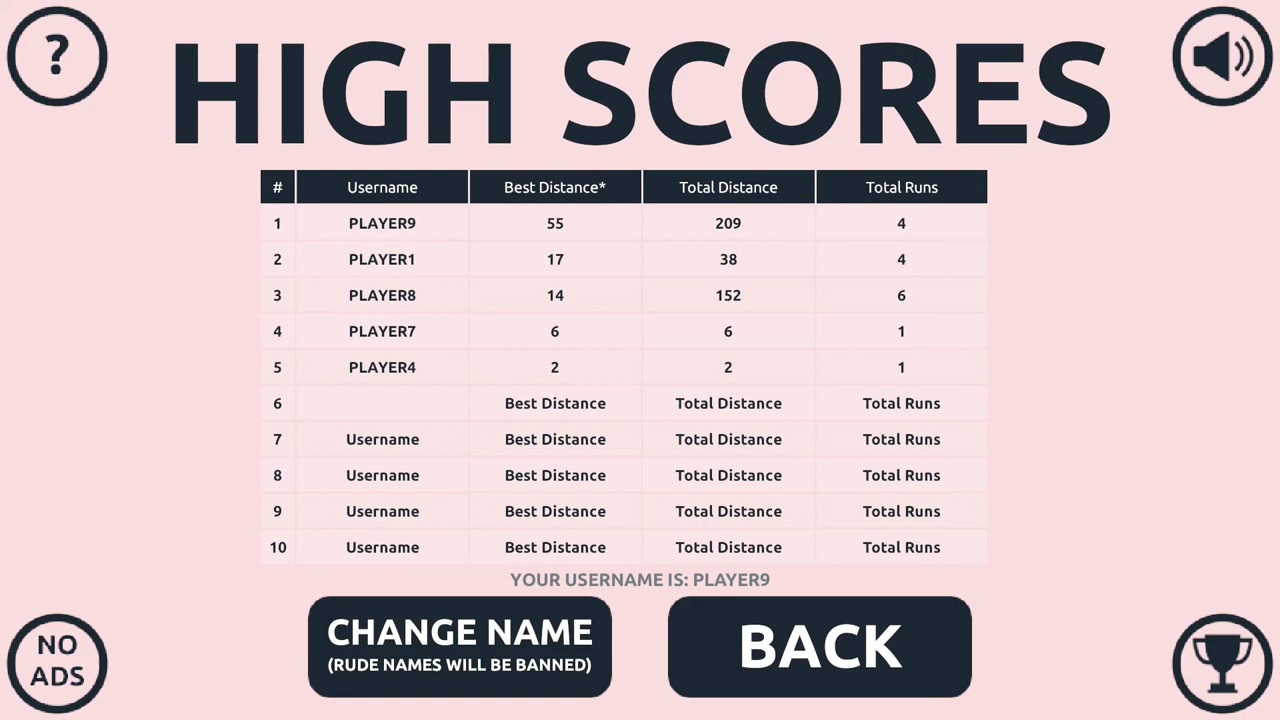 ?
HIGH SCORES
# Username Best Distance* Total Distance Total Runs
1 PLAYER9 55 209 4
2 PLAYER1 17 38 4
3 PLAYER8 14 152 6
4 PLAYER7 6 6 1
5 PLAYER4 2 2 1
6 Best Distance Total Distance Total Runs
7 Username Best Distance Total Distance Total Runs
8 Username Best Distance Total Distance Total Runs
9 Username Best Distance Total Distance Total Runs
10 Username Best Distance Total Distance Total Runs
YOUR USERNAME IS: PLAYER9
NO
ADS
CHANGE NAME
(RUDE NAMES WILL BE BANNED)
BACK